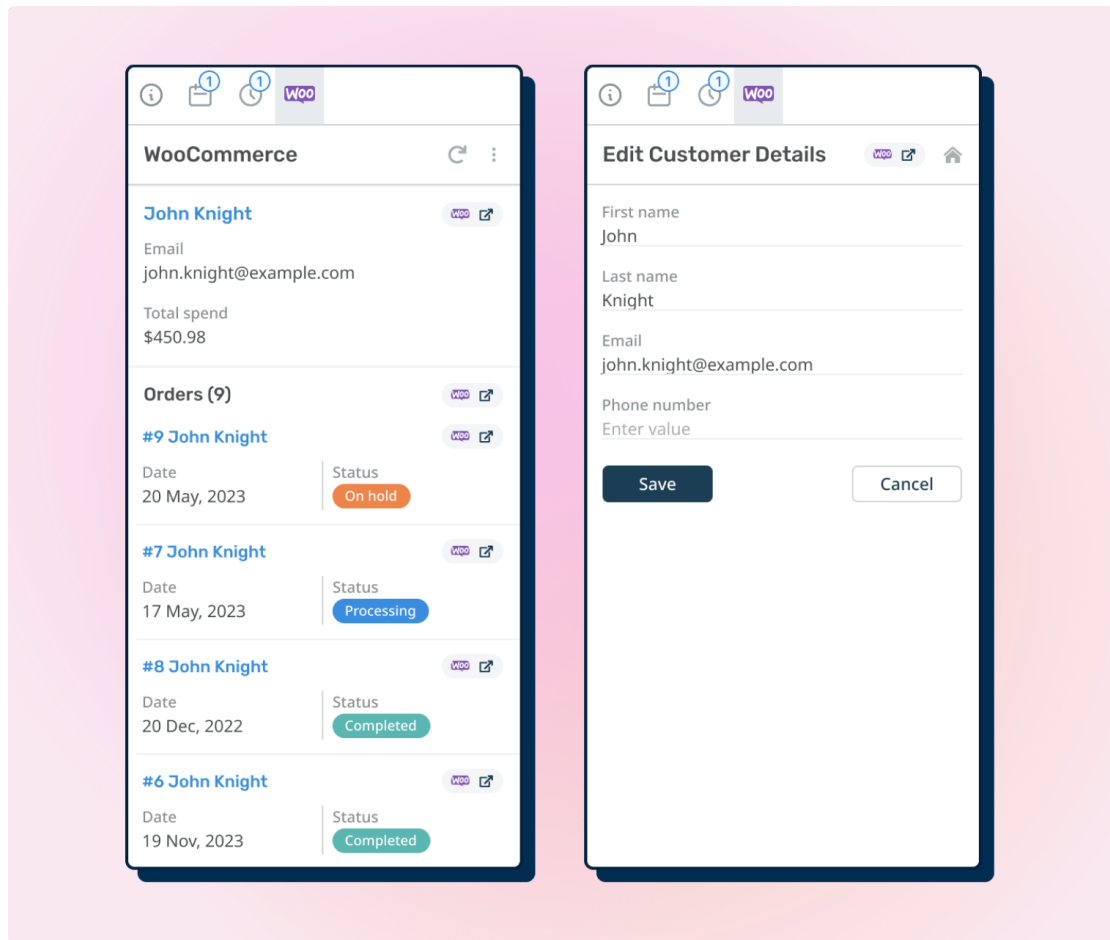 1 1 WOO
WooCommerce
John Knight WOO
Email
john.knight@example.com
Total spend
$450.98
Orders (9) WOO
#9 John Knight WOO
Date Status
20 May, 2023 On hold
#7 John Knight WOO
Date Status
17 May, 2023 Processing
#8 John Knight WOO
Date Status
20 Dec, 2022 Completed
#6 John Knight WOO
Date Status
19 Nov, 2023 Completed
1 1 WOO
Edit Customer Details WOO
First name
John
Last name
Knight
Email
john.knight@example.com
Phone number
Enter value
Save Cancel